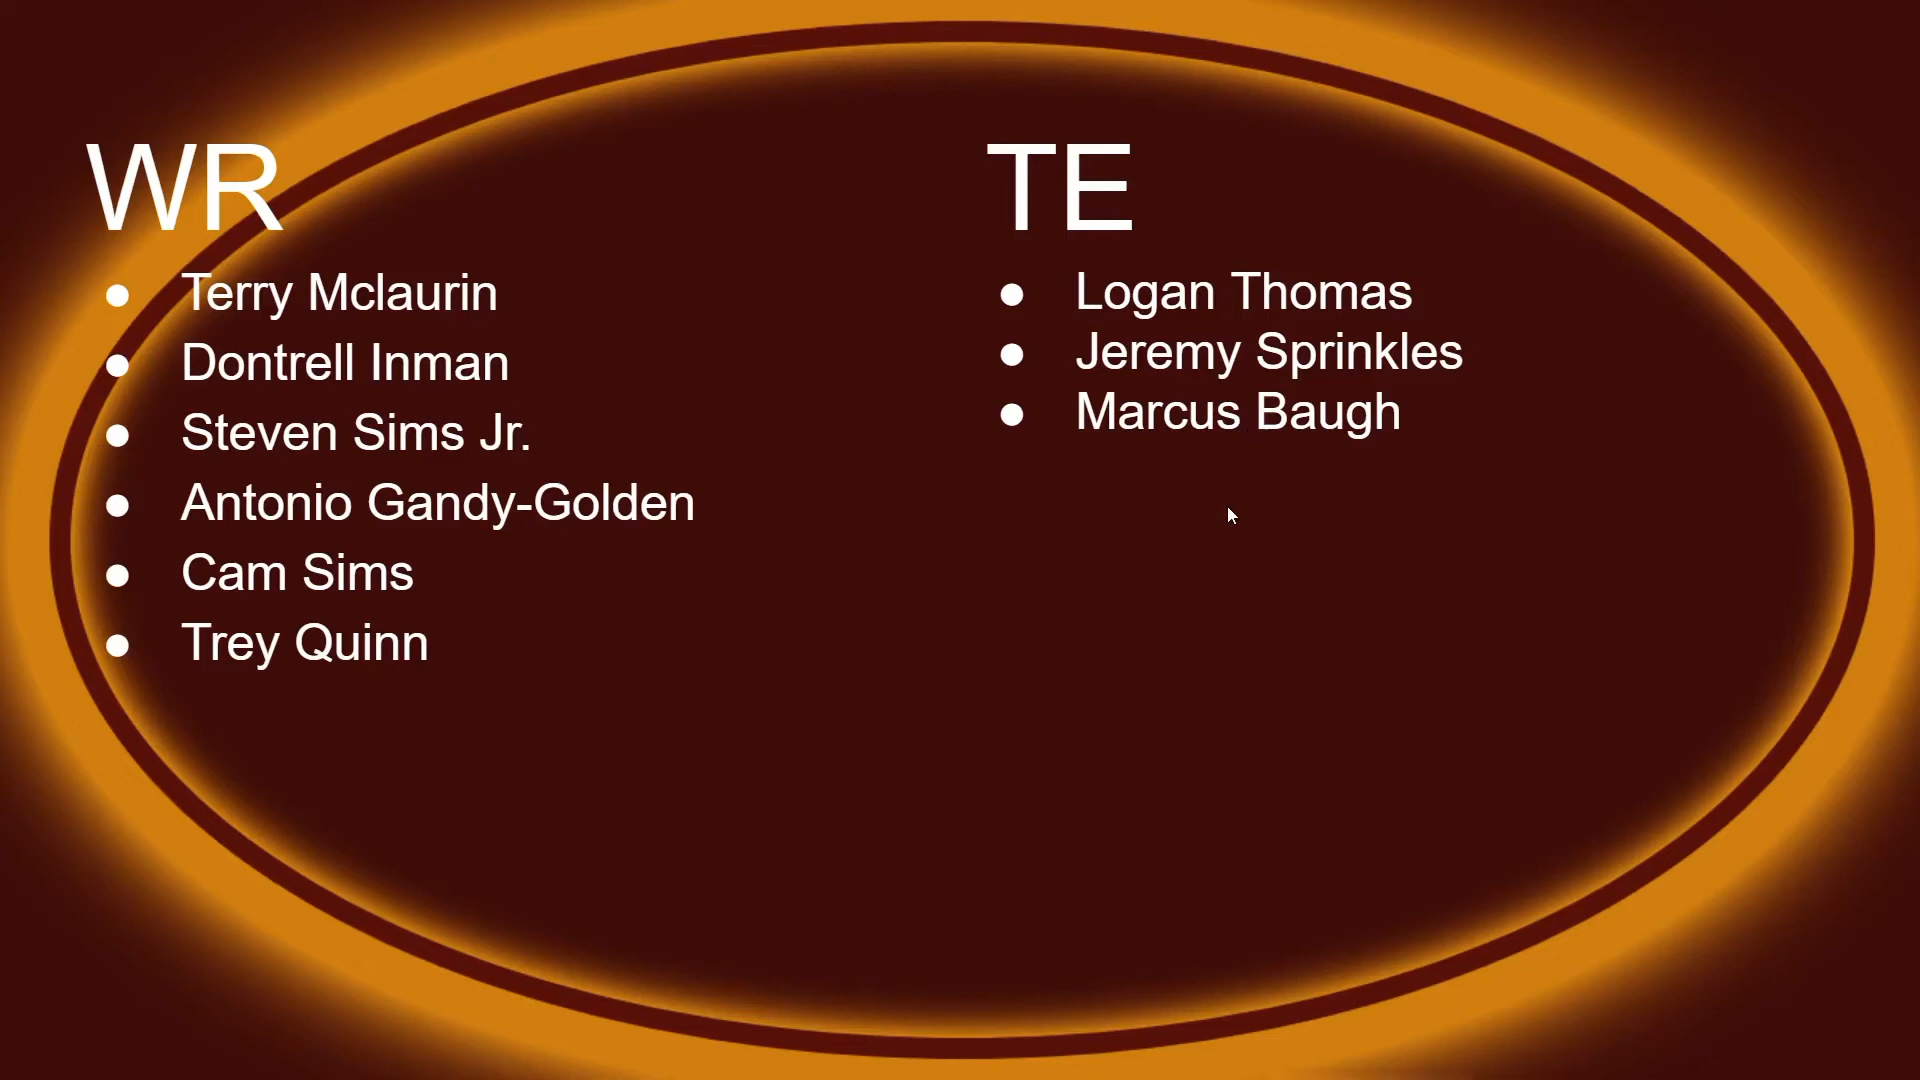 WR
Terry Mclaurin
Dontrell Inman
Steven Sims Jr.
Antonio Gandy-Golden
Cam Sims
Trey Quinn
TE
Logan Thomas
Jeremy Sprinkles
Marcus Baugh